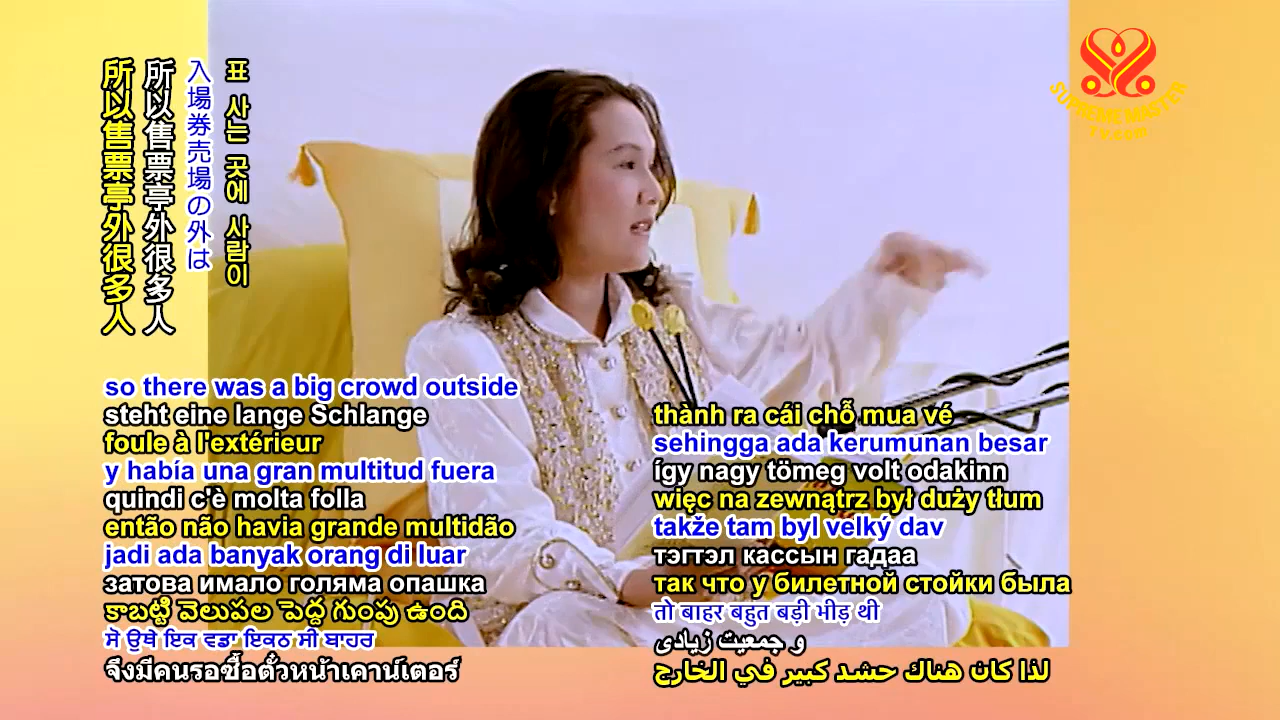 所以售票亭外很多人
所以售票亭外很多人
入場券売場の外は
표 사는 곳에 사람이
SUPREME MASTER
TV.COM
so there was a big crowd outside
steht eine lange Schlange
foule à l'extérieur
y había una gran multitud fuera
quindi c'è molta folla
então não havia grande multidão
jadi ada banyak orang di luar
затова имало голяма опашка
కాబట్టి వెలుపల పెద్ద గుంపు ఉంది
ਸੋ ਉਥੇ ਇਕ ਵਡਾ ਇਕਠ ਸੀ ਬਾਹਰ
จึงมีคนรอซื้อตั๋วหน้าเคาน์เตอร์
thành ra cái chỗ mua vé
sehingga ada kerumunan besar
így nagy tömeg volt odakinn
więc na zewnątrz był duży tłum
takže tam byl velký dav
тэгтэл кассын гадаа
так что у билетной стойки была
तो बाहर बहुत बड़ी भीड़ थी
و جمعیت زیادی
لذا كان هناك حشد كبير في الخارج